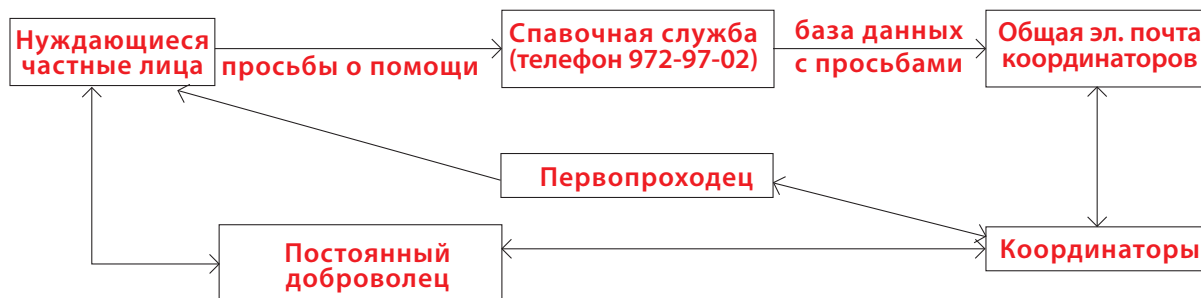 Нуждающиеся
частные лица
просьбы о помощи
Спавочная служба
(телефон 972-97-02)
база данных
с просьбами
Общая эл. почта
координаторов
Первопроходец
Постоянный
доброволец
Координаторы